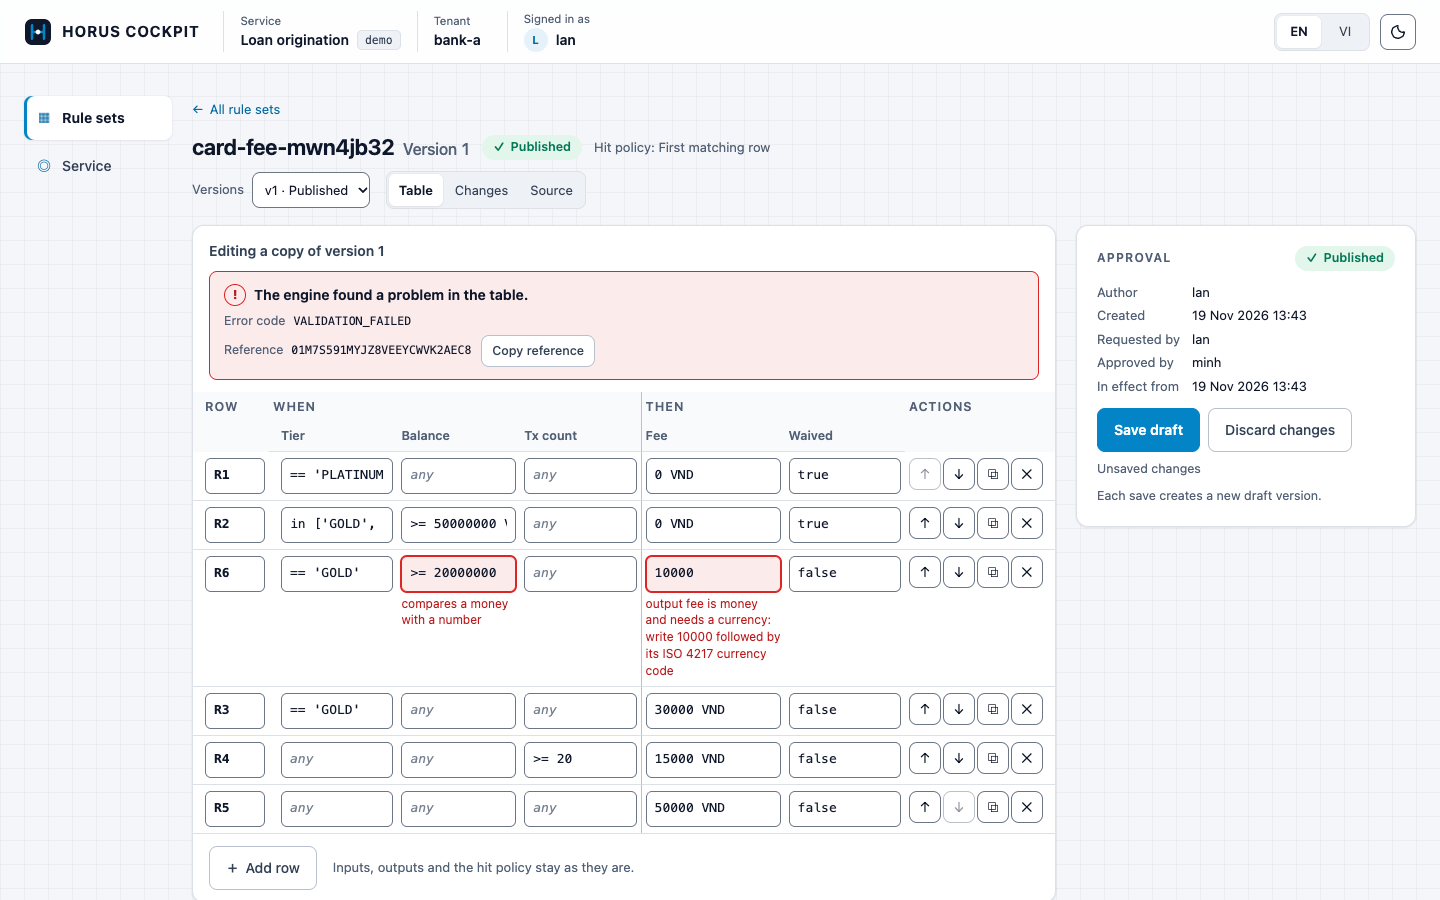 HORUS COCKPIT
Service
Loan origination demo
Tenant
bank-a
Signed in as
L lan
EN VI
Rule sets
Service
← All rule sets
card-fee-mwn4jb32 Version 1 ✓ Published Hit policy: First matching row
Versions v1 · Published Table Changes Source
Editing a copy of version 1
! The engine found a problem in the table.
Error code VALIDATION_FAILED
Reference 01M7S591MYJZ8VEEYCWVK2AEC8 Copy reference
ROW WHEN THEN ACTIONS
Tier Balance Tx count Fee Waived
R1 == 'PLATINUM any any 0 VND true ↑ ↓
R2 in ['GOLD', >= 50000000 any 0 VND true ↑ ↓
R6 == 'GOLD' >= 20000000 any 10000 false ↑ ↓
compares a money
with a number
output fee is money
and needs a currency:
write 10000 followed by
its ISO 4217 currency
code
R3 == 'GOLD' any any 30000 VND false ↑ ↓
R4 any any >= 20 15000 VND false ↑ ↓
R5 any any any 50000 VND false ↑ ↓
+ Add row Inputs, outputs and the hit policy stay as they are.
APPROVAL ✓ Published
Author lan
Created 19 Nov 2026 13:43
Requested by lan
Approved by minh
In effect from 19 Nov 2026 13:43
Save draft Discard changes
Unsaved changes
Each save creates a new draft version.